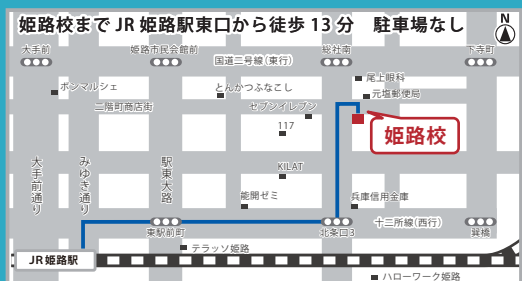 姫路校までJR姫路駅東口から徒歩13分　駐車場なし
N
大手前
姫路市民会館前
国道二号線（東行）
総社南
下寺町
尾上眼科
ボンマルシェ
とんかつふなこし
元塩郵便局
二階町商店街
セブンイレブン
117
姫路校
大手前通り
みゆき通り
駅東大路
KILAT
能開ゼミ
兵庫信用金庫
東駅前町
北条口3
十二所線（西行）
巽橋
テラッソ姫路
JR姫路駅
ハローワーク姫路